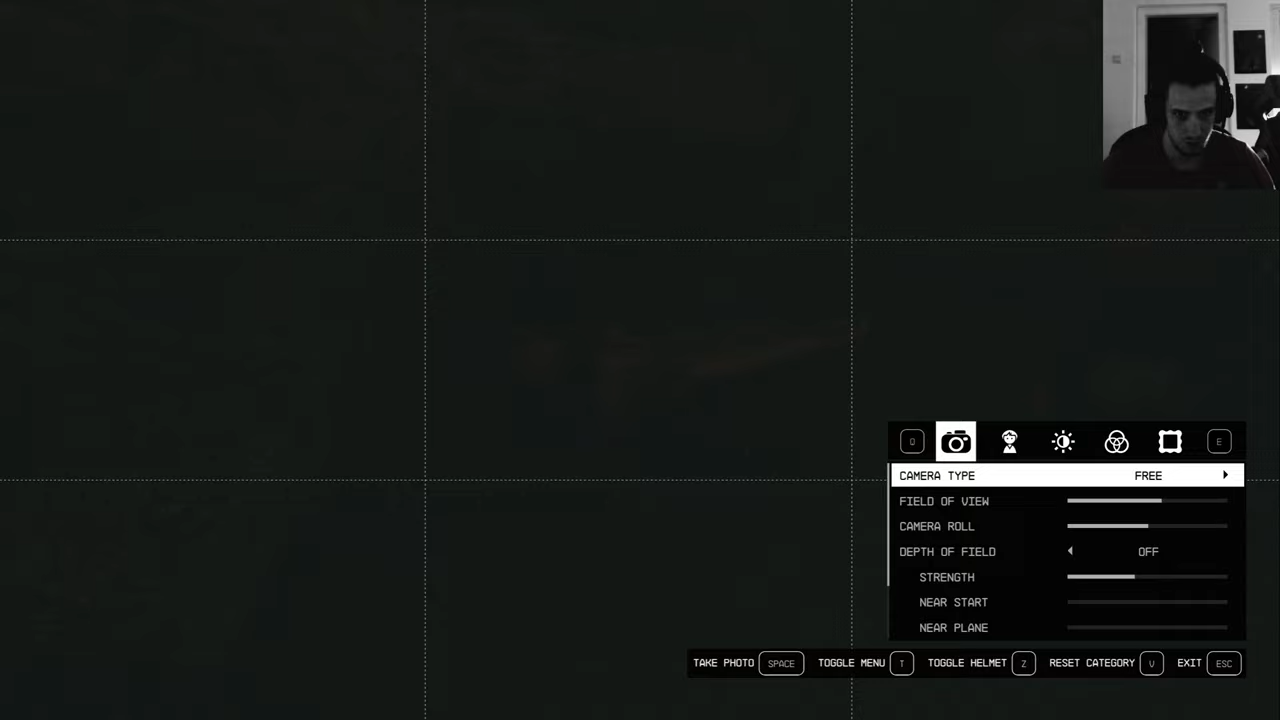 Q E
CAMERA TYPE FREE
FIELD OF VIEW
CAMERA ROLL
DEPTH OF FIELD OFF
STRENGTH
NEAR START
NEAR PLANE
TAKE PHOTO SPACE TOGGLE MENU T TOGGLE HELMET Z RESET CATEGORY V EXIT ESC